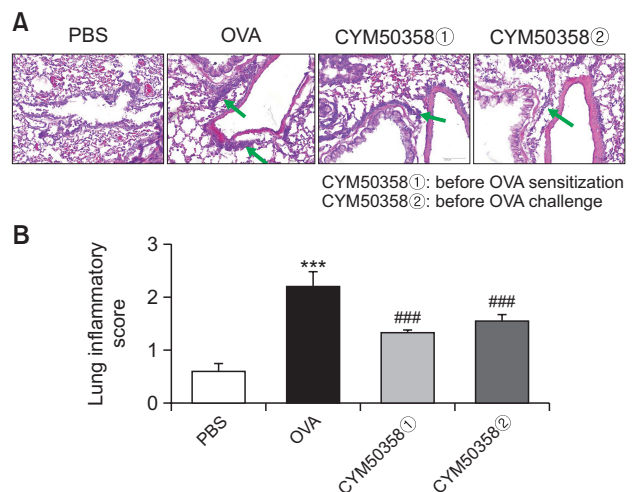 A
PBS OVA CYM50358① CYM50358②
CYM50358①: before OVA sensitization
CYM50358②: before OVA challenge
B
Lung inflammatory
score
3
2
1
0
***
###
###
PBS
OVA
CYM50358①
CYM50358②